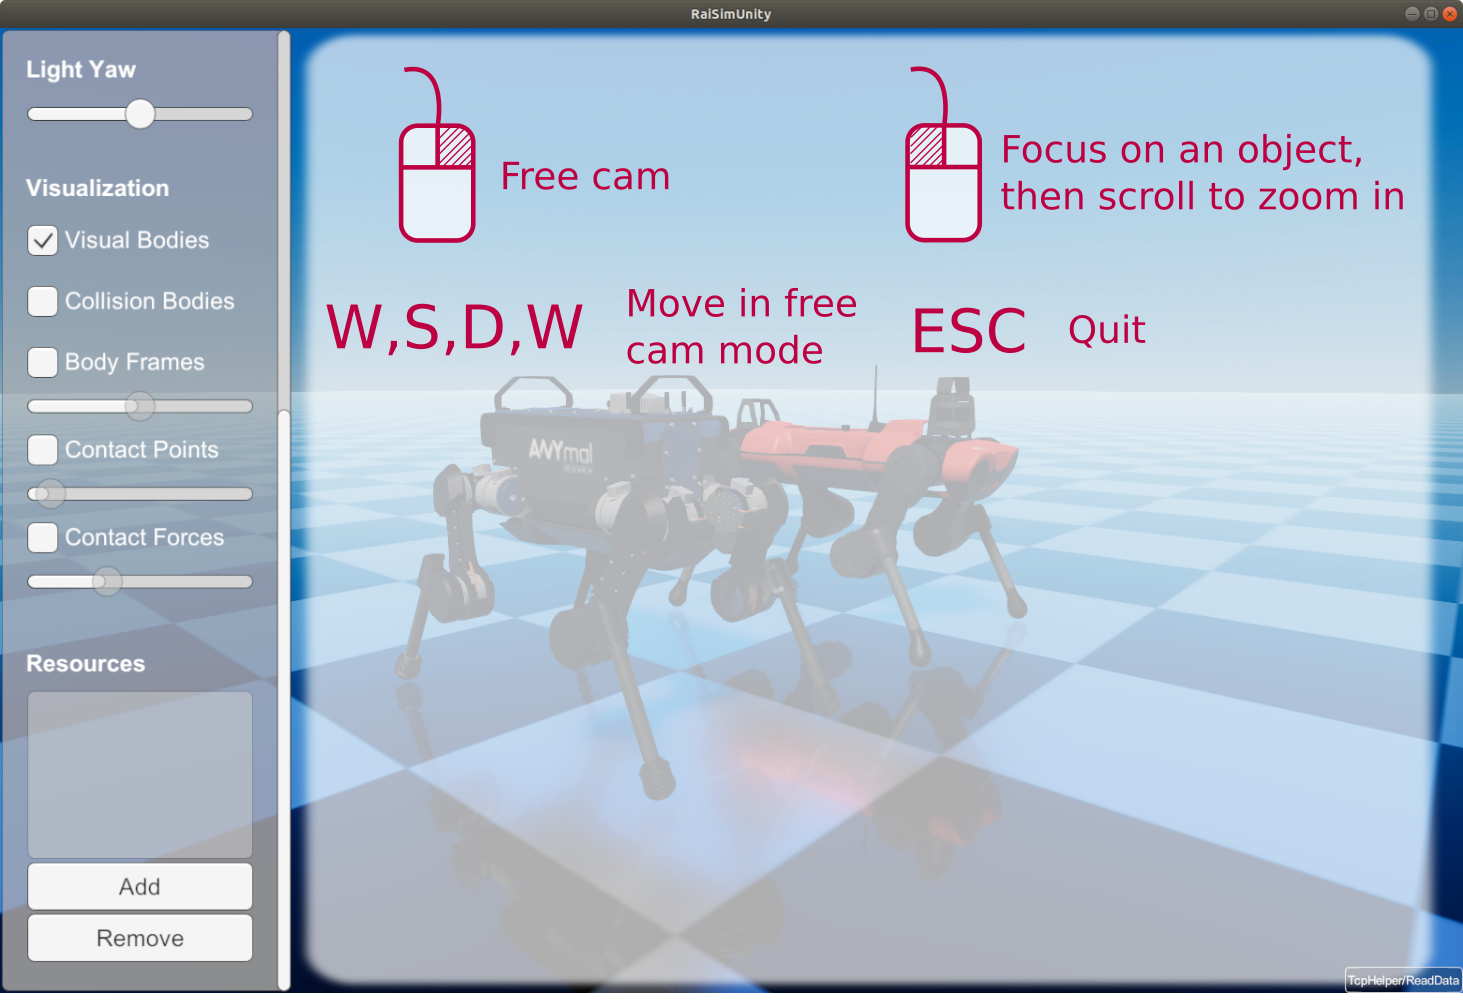 RaiSimUnity
Light Yaw
Visualization
Visual Bodies
Collision Bodies
Body Frames
Contact Points
Contact Forces
Resources
Add
Remove
Free cam
Focus on an object,
then scroll to zoom in
W,S,D,W
Move in free
cam mode
ESC
Quit
ANYmal
RESEARCH
TcpHelper/ReadData